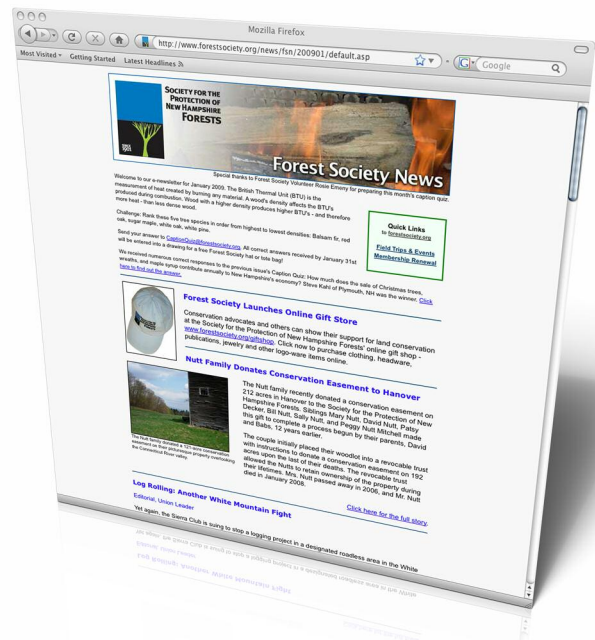 Mozilla Firefox
http://www.forestsociety.org/news/fsn/200901/default.asp
Google
Most Visited
Getting Started
Latest Headlines
SOCIETY FOR THE
PROTECTION OF
NEW HAMPSHIRE
FORESTS
Forest Society News
Special thanks to Forest Society Volunteer Rosie Emeny for preparing this month's caption quiz.
Welcome to our e-newsletter for January 2009. The British Thermal Unit (BTU) is the
measurement of heat created by burning any material. A wood's density affects the BTU's
produced during combustion. Wood with a higher density produces higher BTU's - and therefore
more heat - than less dense wood.
Challenge: Rank these five tree species in order from highest to lowest densities: Balsam fir, red
oak, sugar maple, white oak, white pine.
Send your answer to CaptionQuiz@forestsociety.org. All correct answers received by January 31st
will be entered into a drawing for a free Forest Society hat or tote bag!
We received numerous correct responses to the previous issue's Caption Quiz: How much does the sale of Christmas trees,
wreaths, and maple syrup contribute annually to New Hampshire's economy? Steve Kahl of Plymouth, NH was the winner. Click
here to find out the answer.
Quick Links
to forestsociety.org
Field Trips & Events
Membership Renewal
Forest Society Launches Online Gift Store
Conservation advocates and others can show their support for land conservation
at the Society for the Protection of New Hampshire Forests' online gift shop -
www.forestsociety.org/giftshop. Click now to purchase clothing, headware,
publications, jewelry and other logo-ware items online.
Nutt Family Donates Conservation Easement to Hanover
The Nutt family recently donated a conservation easement on
212 acres in Hanover to the Society for the Protection of New
Hampshire Forests. Siblings Mary Nutt, David Nutt, Patsy
Decker, Bill Nutt, Sally Nutt, and Peggy Nutt Mitchell made
this gift to complete a process begun by their parents, David
and Babs, 12 years earlier.
The couple initially placed their woodlot into a revocable trust
with instructions to donate a conservation easement on 192
acres upon the last of their deaths. The revocable trust
allowed the Nutts to retain ownership of the property during
their lifetimes. Mrs. Nutt passed away in 2006, and Mr. Nutt
died in January 2008.
The Nutt family donated a 121-acre conservation
easement on their picturesque property overlooking
the Connecticut River valley.
Click here for the full story.
Log Rolling: Another White Mountain Fight
Editorial, Union Leader
Yet again, the Sierra Club is suing to stop a logging project in a designated roadless area in the White